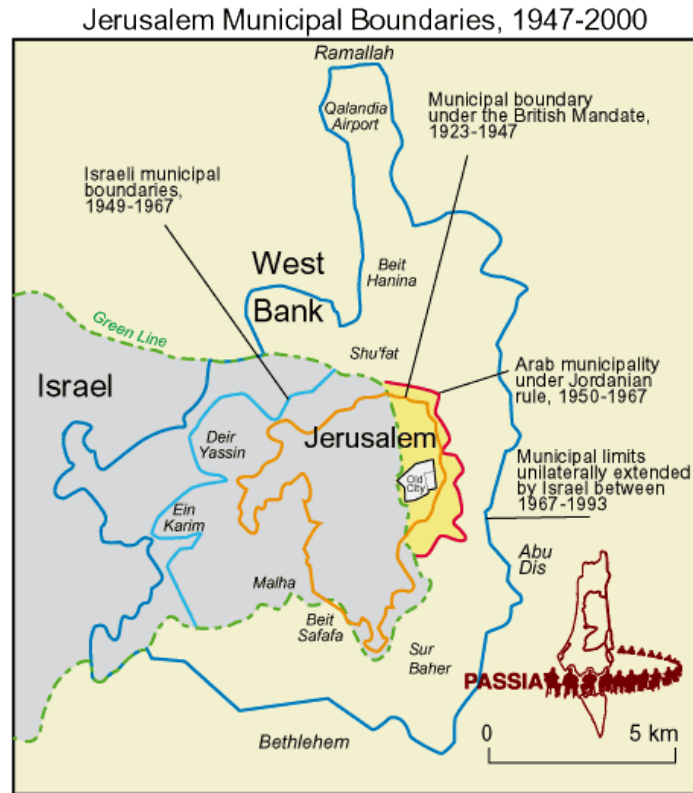 Jerusalem Municipal Boundaries, 1947-2000
Ramallah
Qalandia
Airport
Municipal boundary
under the British Mandate,
1923-1947
Israeli municipal
boundaries,
1949-1967
West
Bank
Beit
Hanina
Green Line
Shu'fat
Israel
Arab municipality
under Jordanian
rule, 1950-1967
Jerusalem
Deir
Yassin
Old
City
Municipal limits
unilaterally extended
by Israel between
1967-1993
Ein
Karim
Abu
Dis
Malha
Beit
Safafa
Sur
Baher
PASSIA
Bethlehem
0
5 km